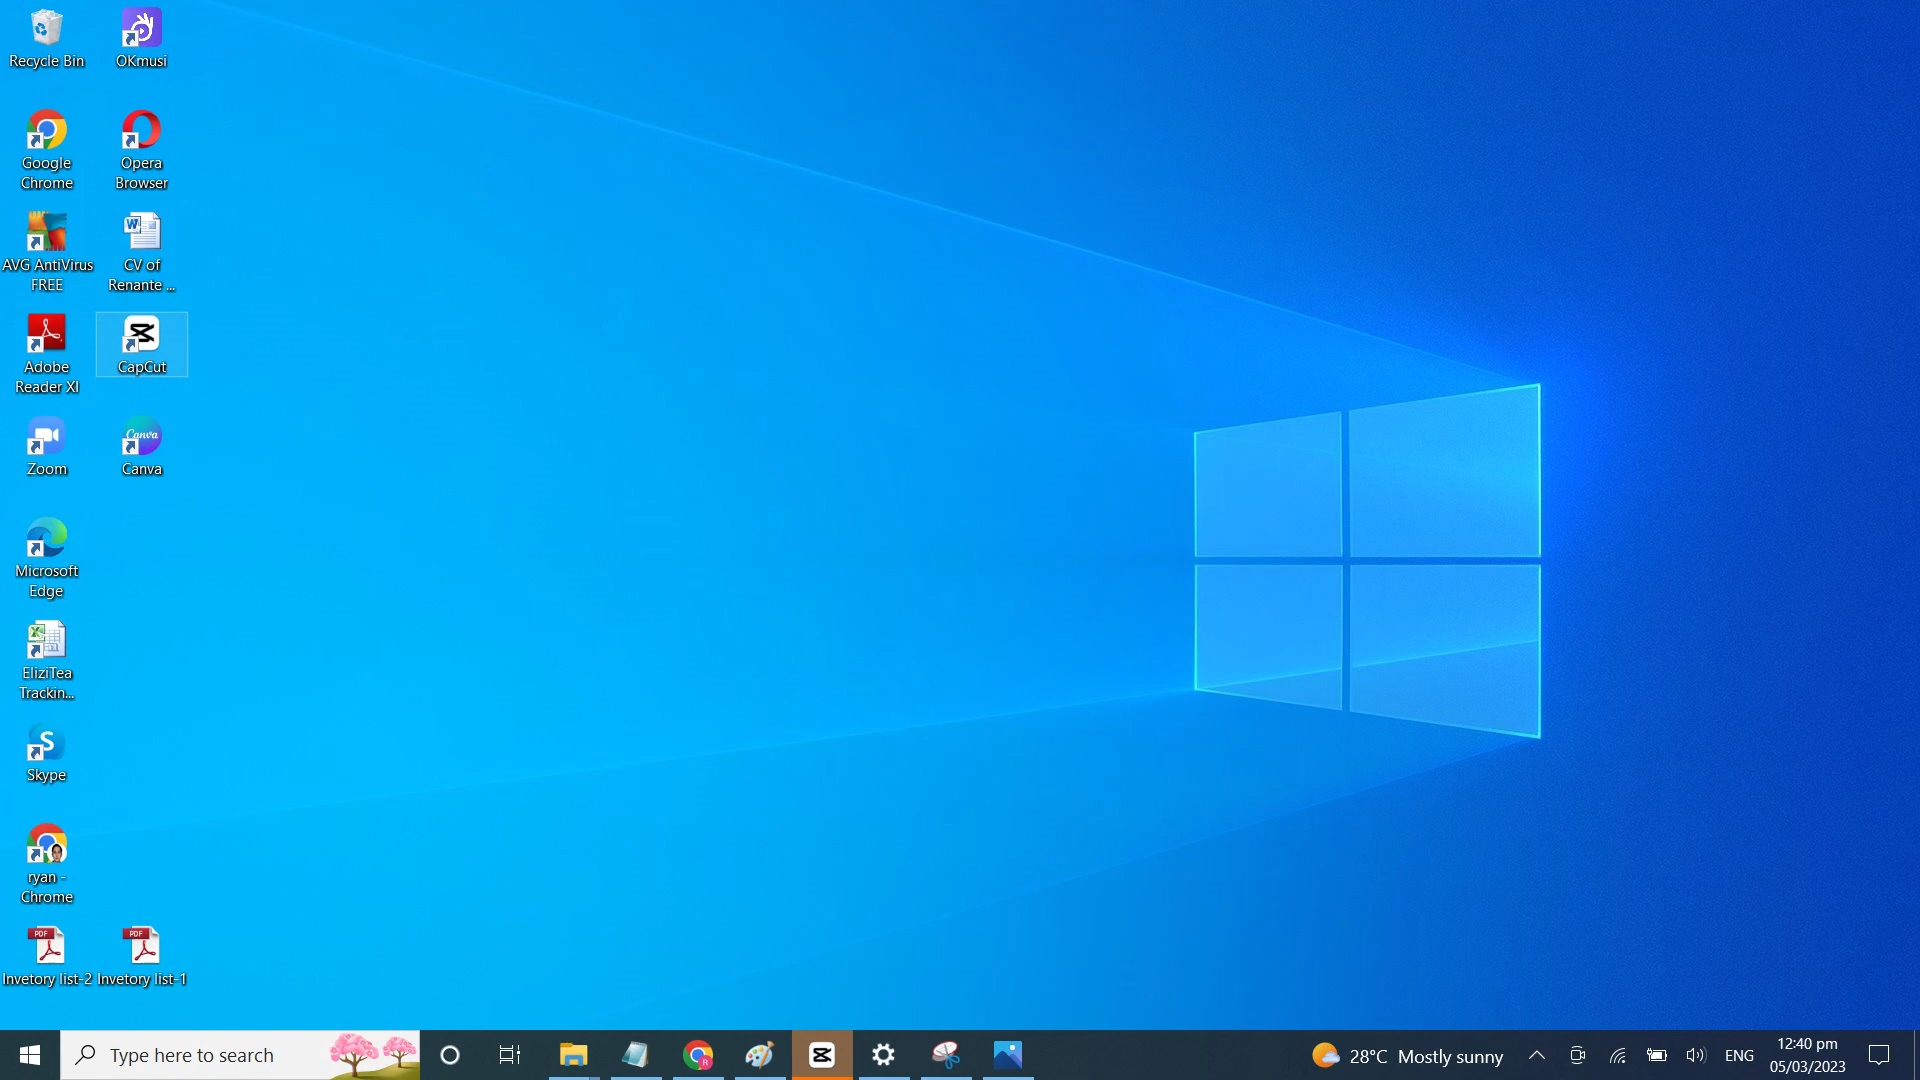 Recycle Bin
OKmusi
Google
Chrome
Opera
Browser
AVG AntiVirus
FREE
CV of
Renante ...
Adobe
Reader XI
CapCut
Zoom
Canva
Canva
Microsoft
Edge
EliziTea
Trackin...
S
Skype
ryan -
Chrome
PDF
Invetory list-2
PDF
Invetory list-1
Type here to search
R
28°C Mostly sunny
ENG
12:40 pm
05/03/2023